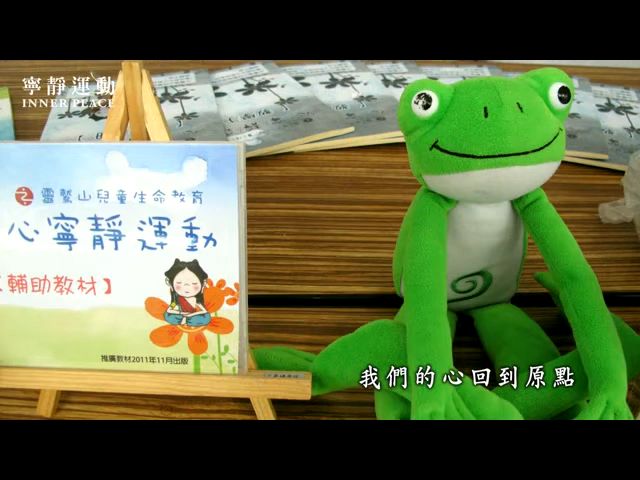 寧靜運動
INNER PEACE
之 靈鷲山兒童生命教育
心寧靜運動
輔助教材】
推廣教材2011年11月出版
我們的心回到原點